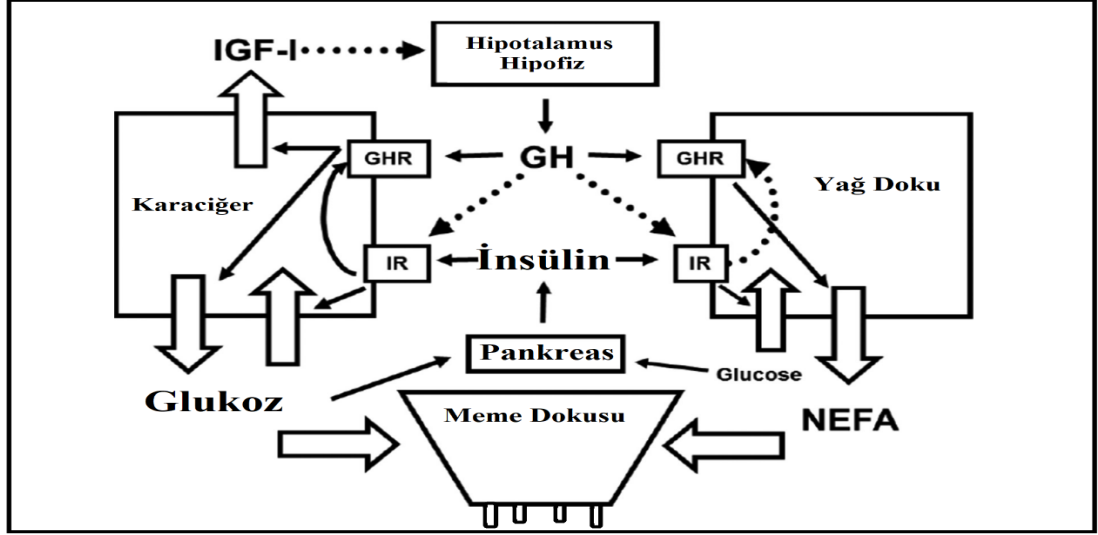 IGF-I
Hipotalamus
Hipofiz
GHR
GH
GHR
Karaciğer
Yağ Doku
IR
İnsülin
IR
Pankreas
Glucose
Glukoz
Meme Dokusu
NEFA